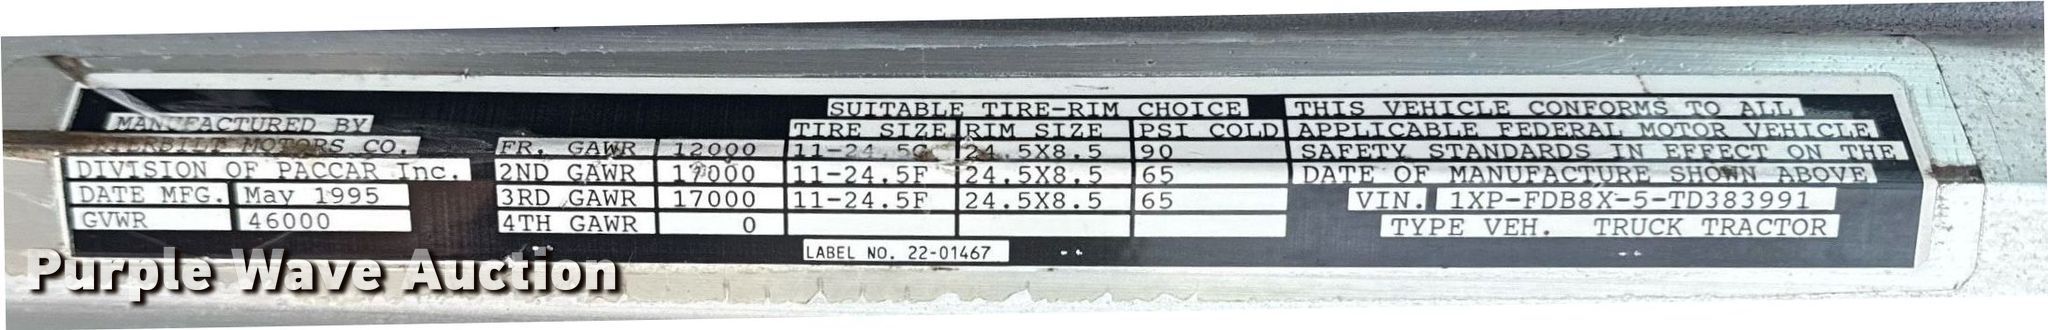 MANUFACTURED BY
PETERBILT MOTORS CO.
DIVISION OF PACCAR Inc.
DATE MFG. May 1995
GVWR 46000
FR. GAWR 12000 11-24.5G 24.5X8.5 90
2ND GAWR 17000 11-24.5F 24.5X8.5 65
3RD GAWR 17000 11-24.5F 24.5X8.5 65
4TH GAWR 0
SUITABLE TIRE-RIM CHOICE
TIRE SIZE RIM SIZE PSI COLD
THIS VEHICLE CONFORMS TO ALL
APPLICABLE FEDERAL MOTOR VEHICLE
SAFETY STANDARDS IN EFFECT ON THE
DATE OF MANUFACTURE SHOWN ABOVE
VIN. 1XP-FDB8X-5-TD383991
TYPE VEH. TRUCK TRACTOR
LABEL NO. 22-01467
Purple Wave Auction